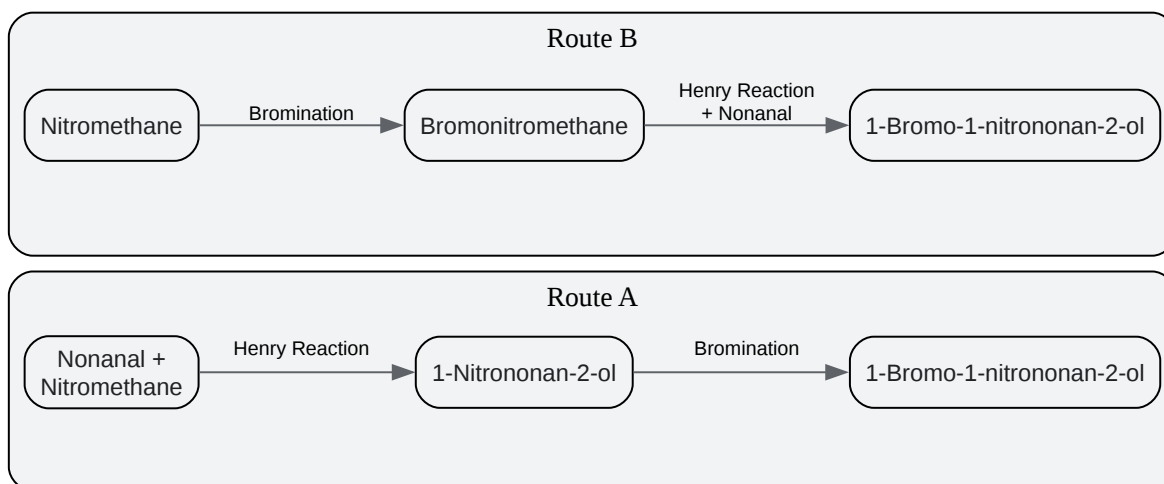 Route B
Nitromethane
Bromination
Bromonitromethane
Henry Reaction
+ Nonanal
1-Bromo-1-nitrononan-2-ol
Route A
Nonanal +
Nitromethane
Henry Reaction
1-Nitrononan-2-ol
Bromination
1-Bromo-1-nitrononan-2-ol